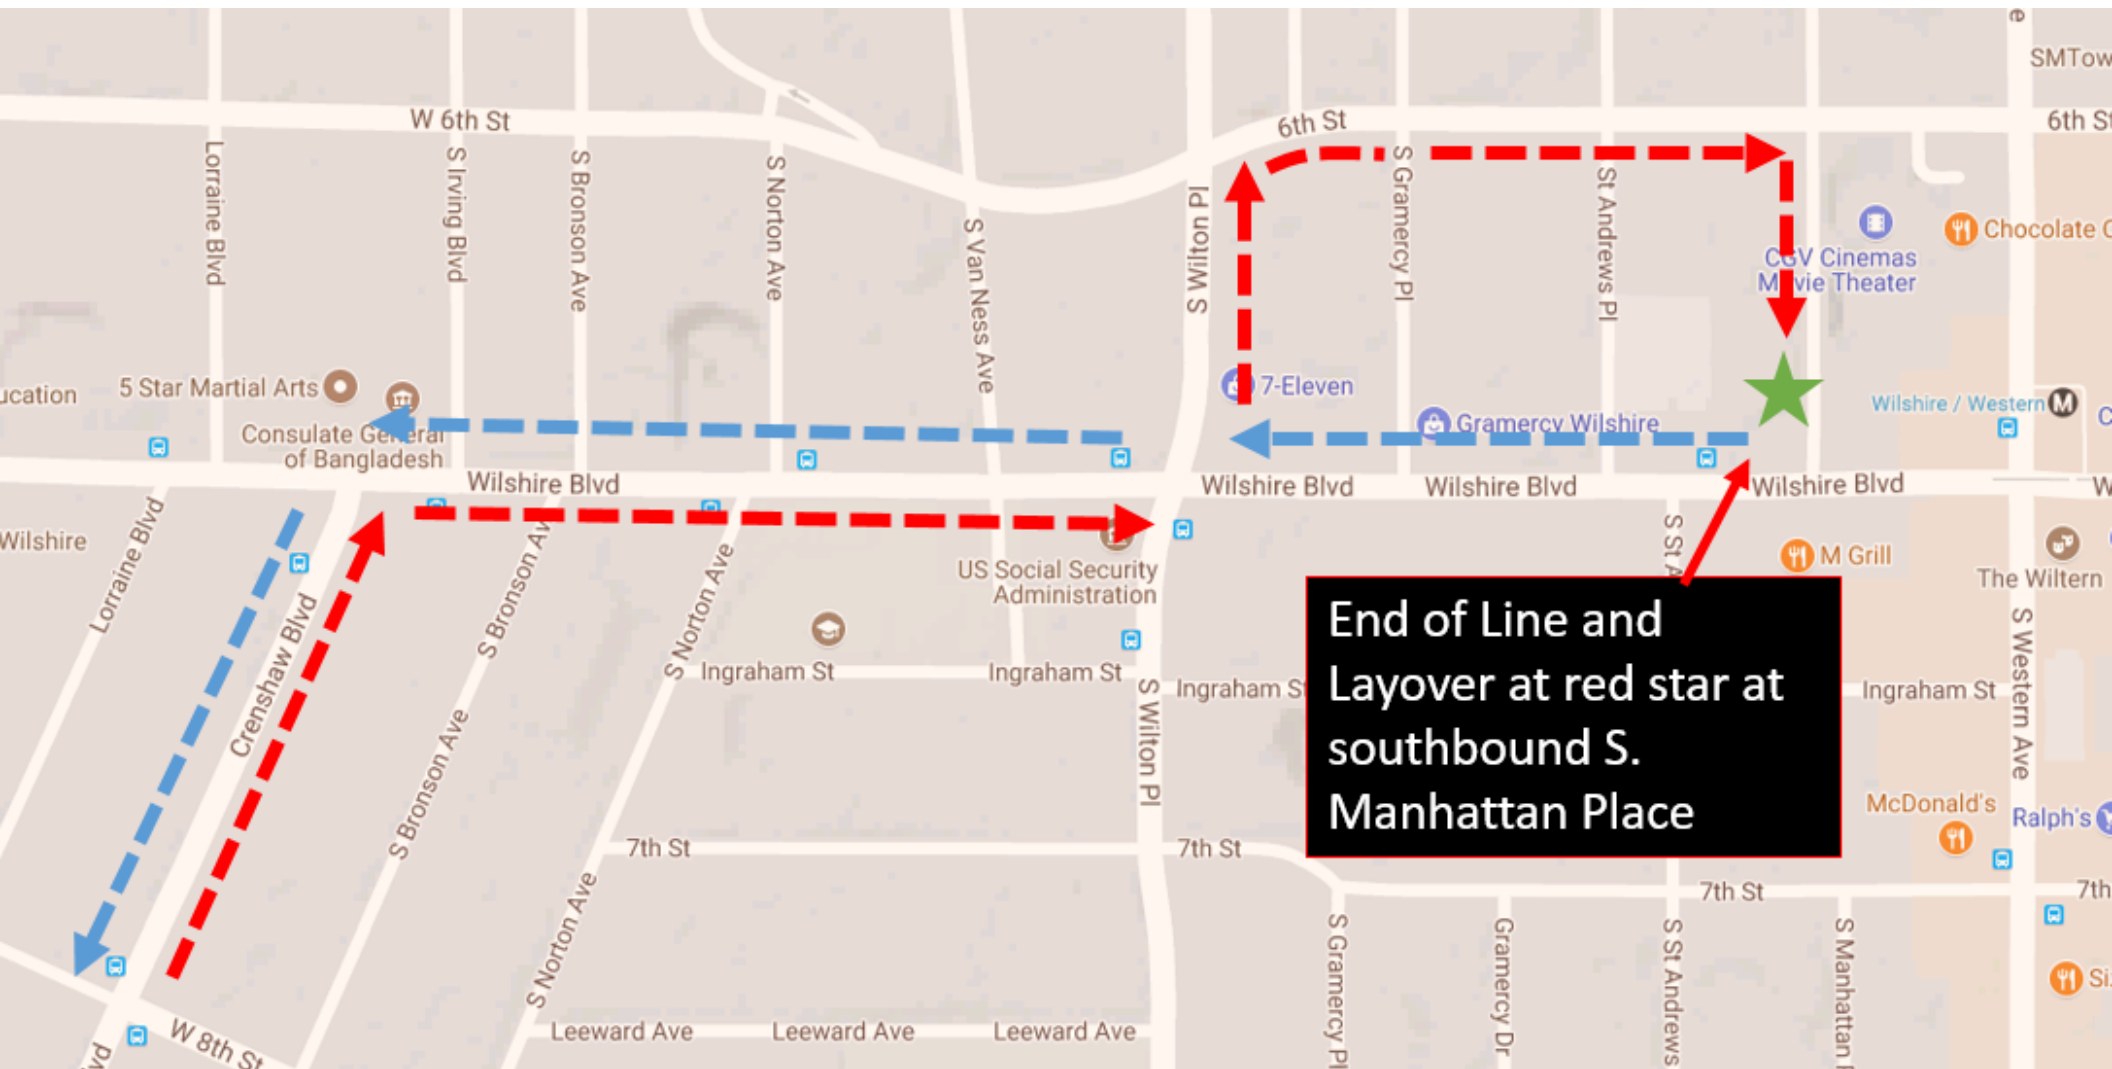 SMTow
W 6th St
6th St
6th St
Lorraine Blvd
S Irving Blvd
S Bronson Ave
S Norton Ave
S Van Ness Ave
S Wilton Pl
S Gramercy Pl
St Andrews Pl
Chocolate C
CGV Cinemas
Movie Theater
ucation
5 Star Martial Arts
Consulate General
of Bangladesh
7-Eleven
Gramercy Wilshire
Wilshire / Western
M
C
Wilshire Blvd
Wilshire Blvd
Wilshire Blvd
Wilshire Blvd
W
Wilshire
Lorraine Blvd
Crenshaw Blvd
S Bronson Av
S Norton Ave
US Social Security
Administration
S St A
M Grill
The Wiltern
S Western Ave
End of Line and
Layover at red star at
southbound S.
Manhattan Place
Ingraham St
Ingraham St
Ingraham St
Ingraham St
S Wilton Pl
S Bronson Ave
McDonald's
Ralph's
7th St
7th St
7th St
7th
S Norton Ave
S Gramercy Pl
Gramercy Dr
S St Andrews
S Manhattan
Si
W 8th St
Leeward Ave
Leeward Ave
Leeward Ave
vd